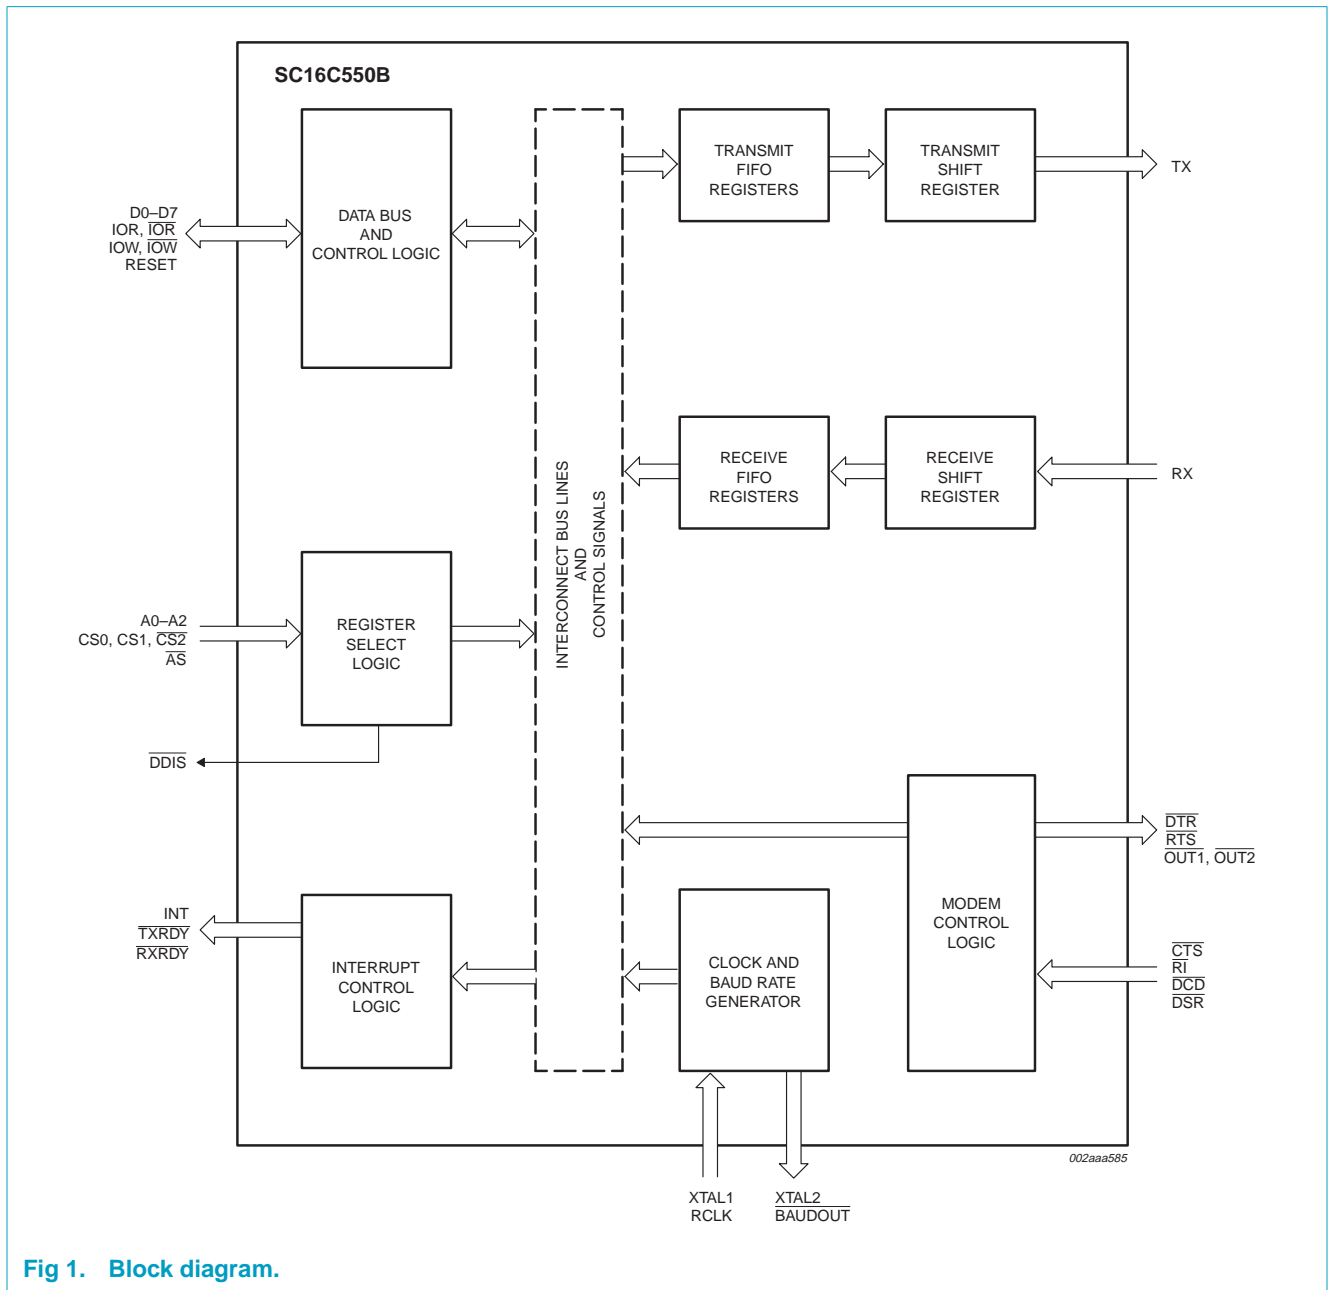 SC16C550B
D0–D7
IOR, IOR
IOW, IOW
RESET
DATA BUS
AND
CONTROL LOGIC
TRANSMIT
FIFO
REGISTERS
TRANSMIT
SHIFT
REGISTER
TX
INTERCONNECT BUS LINES
AND
CONTROL SIGNALS
RECEIVE
FIFO
REGISTERS
RECEIVE
SHIFT
REGISTER
RX
A0–A2
CS0, CS1, CS2
AS
REGISTER
SELECT
LOGIC
DDIS
DTR
RTS
OUT1, OUT2
MODEM
CONTROL
LOGIC
CTS
RI
DCD
DSR
INT
TXRDY
RXRDY
INTERRUPT
CONTROL
LOGIC
CLOCK AND
BAUD RATE
GENERATOR
XTAL1
RCLK
XTAL2
BAUDOUT
002aaa585
Fig 1. Block diagram.